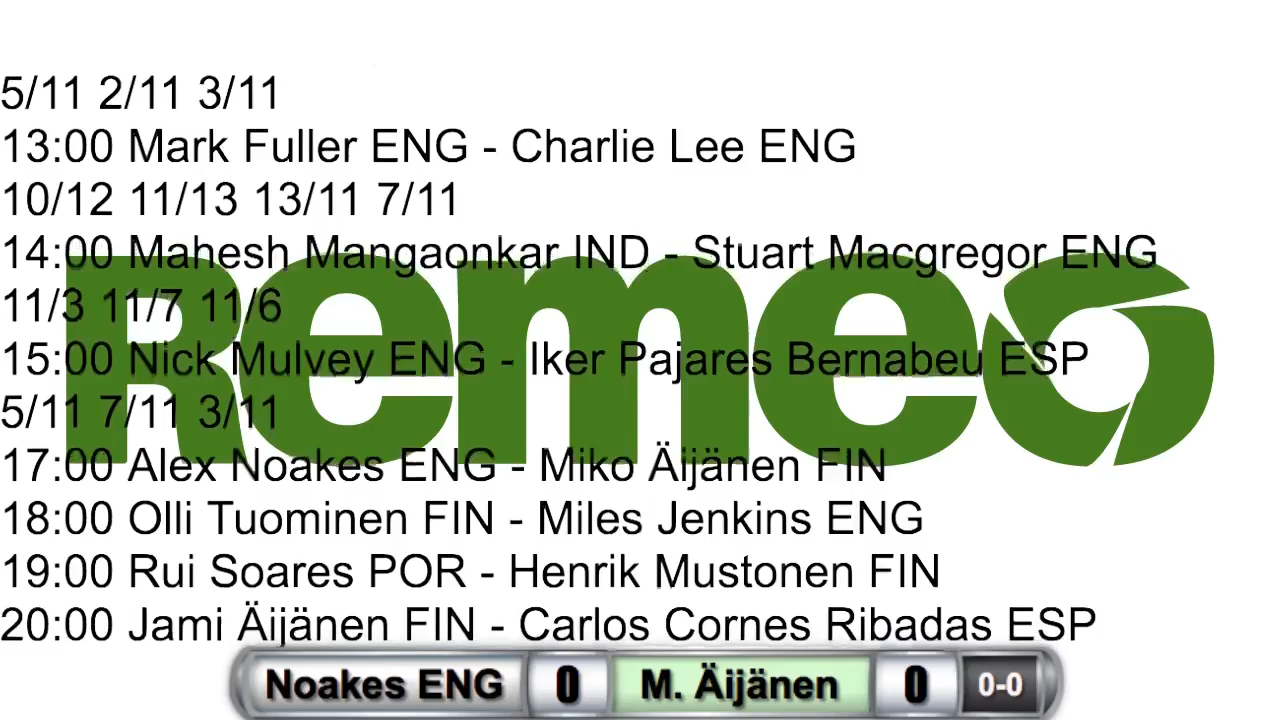 5/11 2/11 3/11
13:00 Mark Fuller ENG - Charlie Lee ENG
10/12 11/13 13/11 7/11
14:00 Mahesh Mangaonkar IND - Stuart Macgregor ENG
11/3 11/7 11/6
15:00 Nick Mulvey ENG - Iker Pajares Bernabeu ESP
5/11 7/11 3/11
17:00 Alex Noakes ENG - Miko Äijänen FIN
18:00 Olli Tuominen FIN - Miles Jenkins ENG
19:00 Rui Soares POR - Henrik Mustonen FIN
20:00 Jami Äijänen FIN - Carlos Cornes Ribadas ESP
Remeo
Noakes ENG 0 M. Äijänen 0 0-0